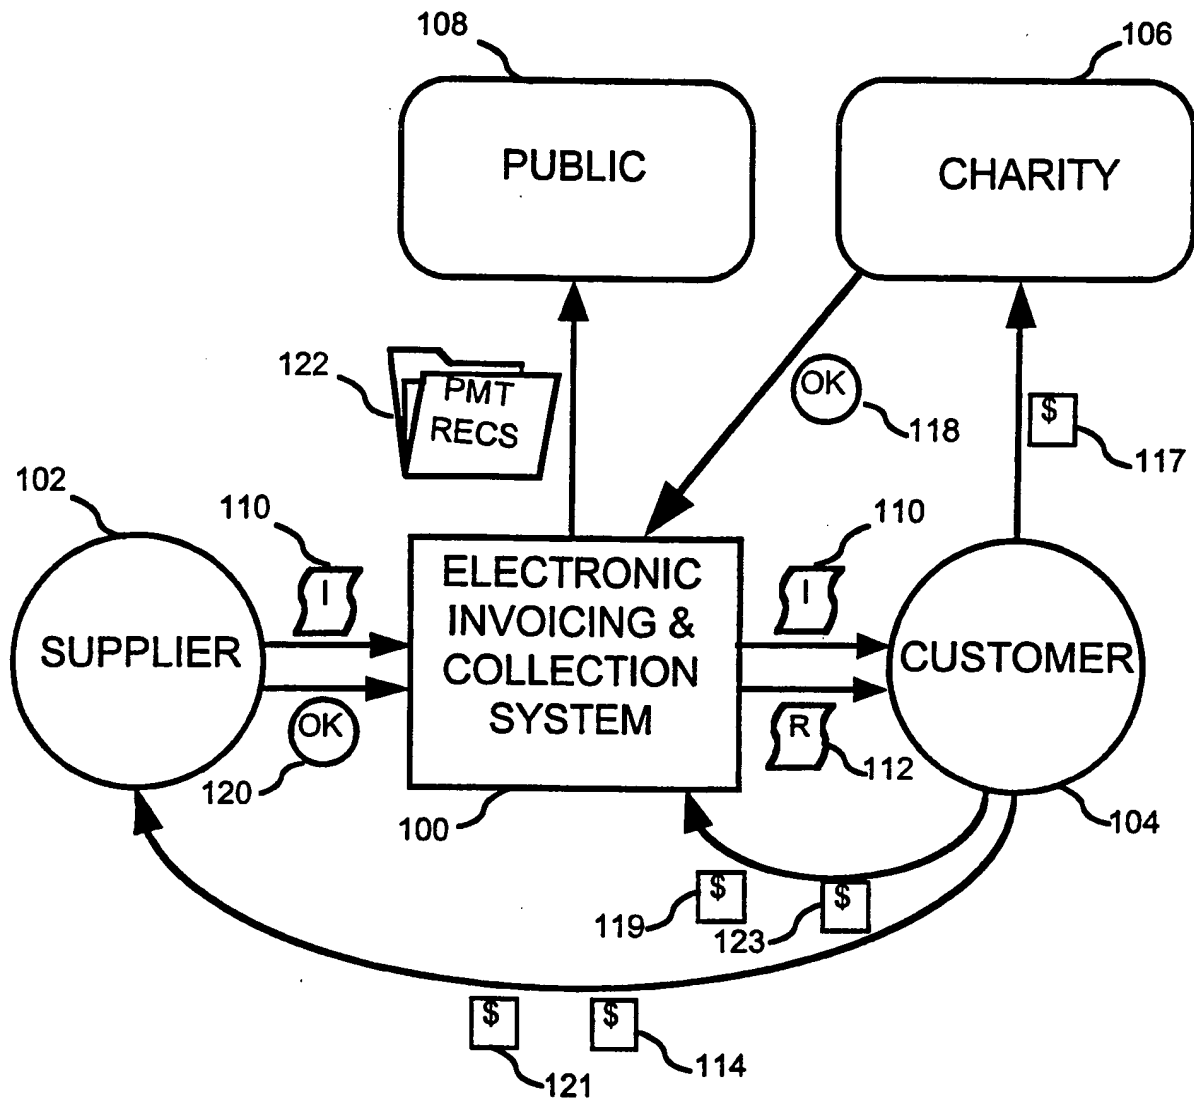 108
106
PUBLIC
CHARITY
122
PMT
RECS
OK
118
$
117
102
110
I
110
I
SUPPLIER
ELECTRONIC
INVOICING &
COLLECTION
SYSTEM
CUSTOMER
OK
120
R
112
100
104
$
119
$
123
$
121
$
114